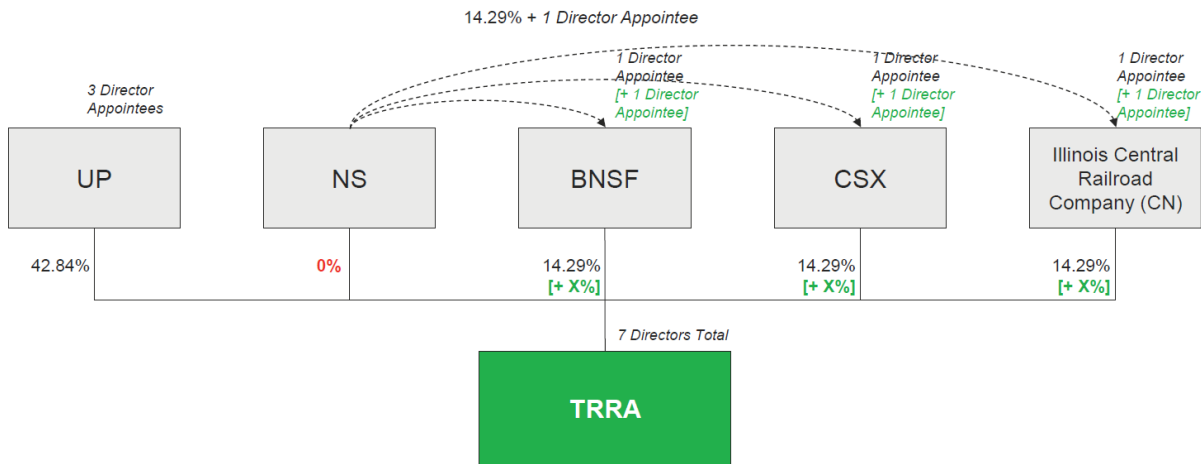 14.29% + 1 Director Appointee
3 Director
Appointees
1 Director
Appointee
[+ 1 Director
Appointee]
1 Director
Appointee
[+ 1 Director
Appointee]
1 Director
Appointee
[+ 1 Director
Appointee]
UP
NS
BNSF
CSX
Illinois Central
Railroad
Company (CN)
42.84%
0%
14.29%
[+ X%]
14.29%
[+ X%]
14.29%
[+ X%]
7 Directors Total
TRRA